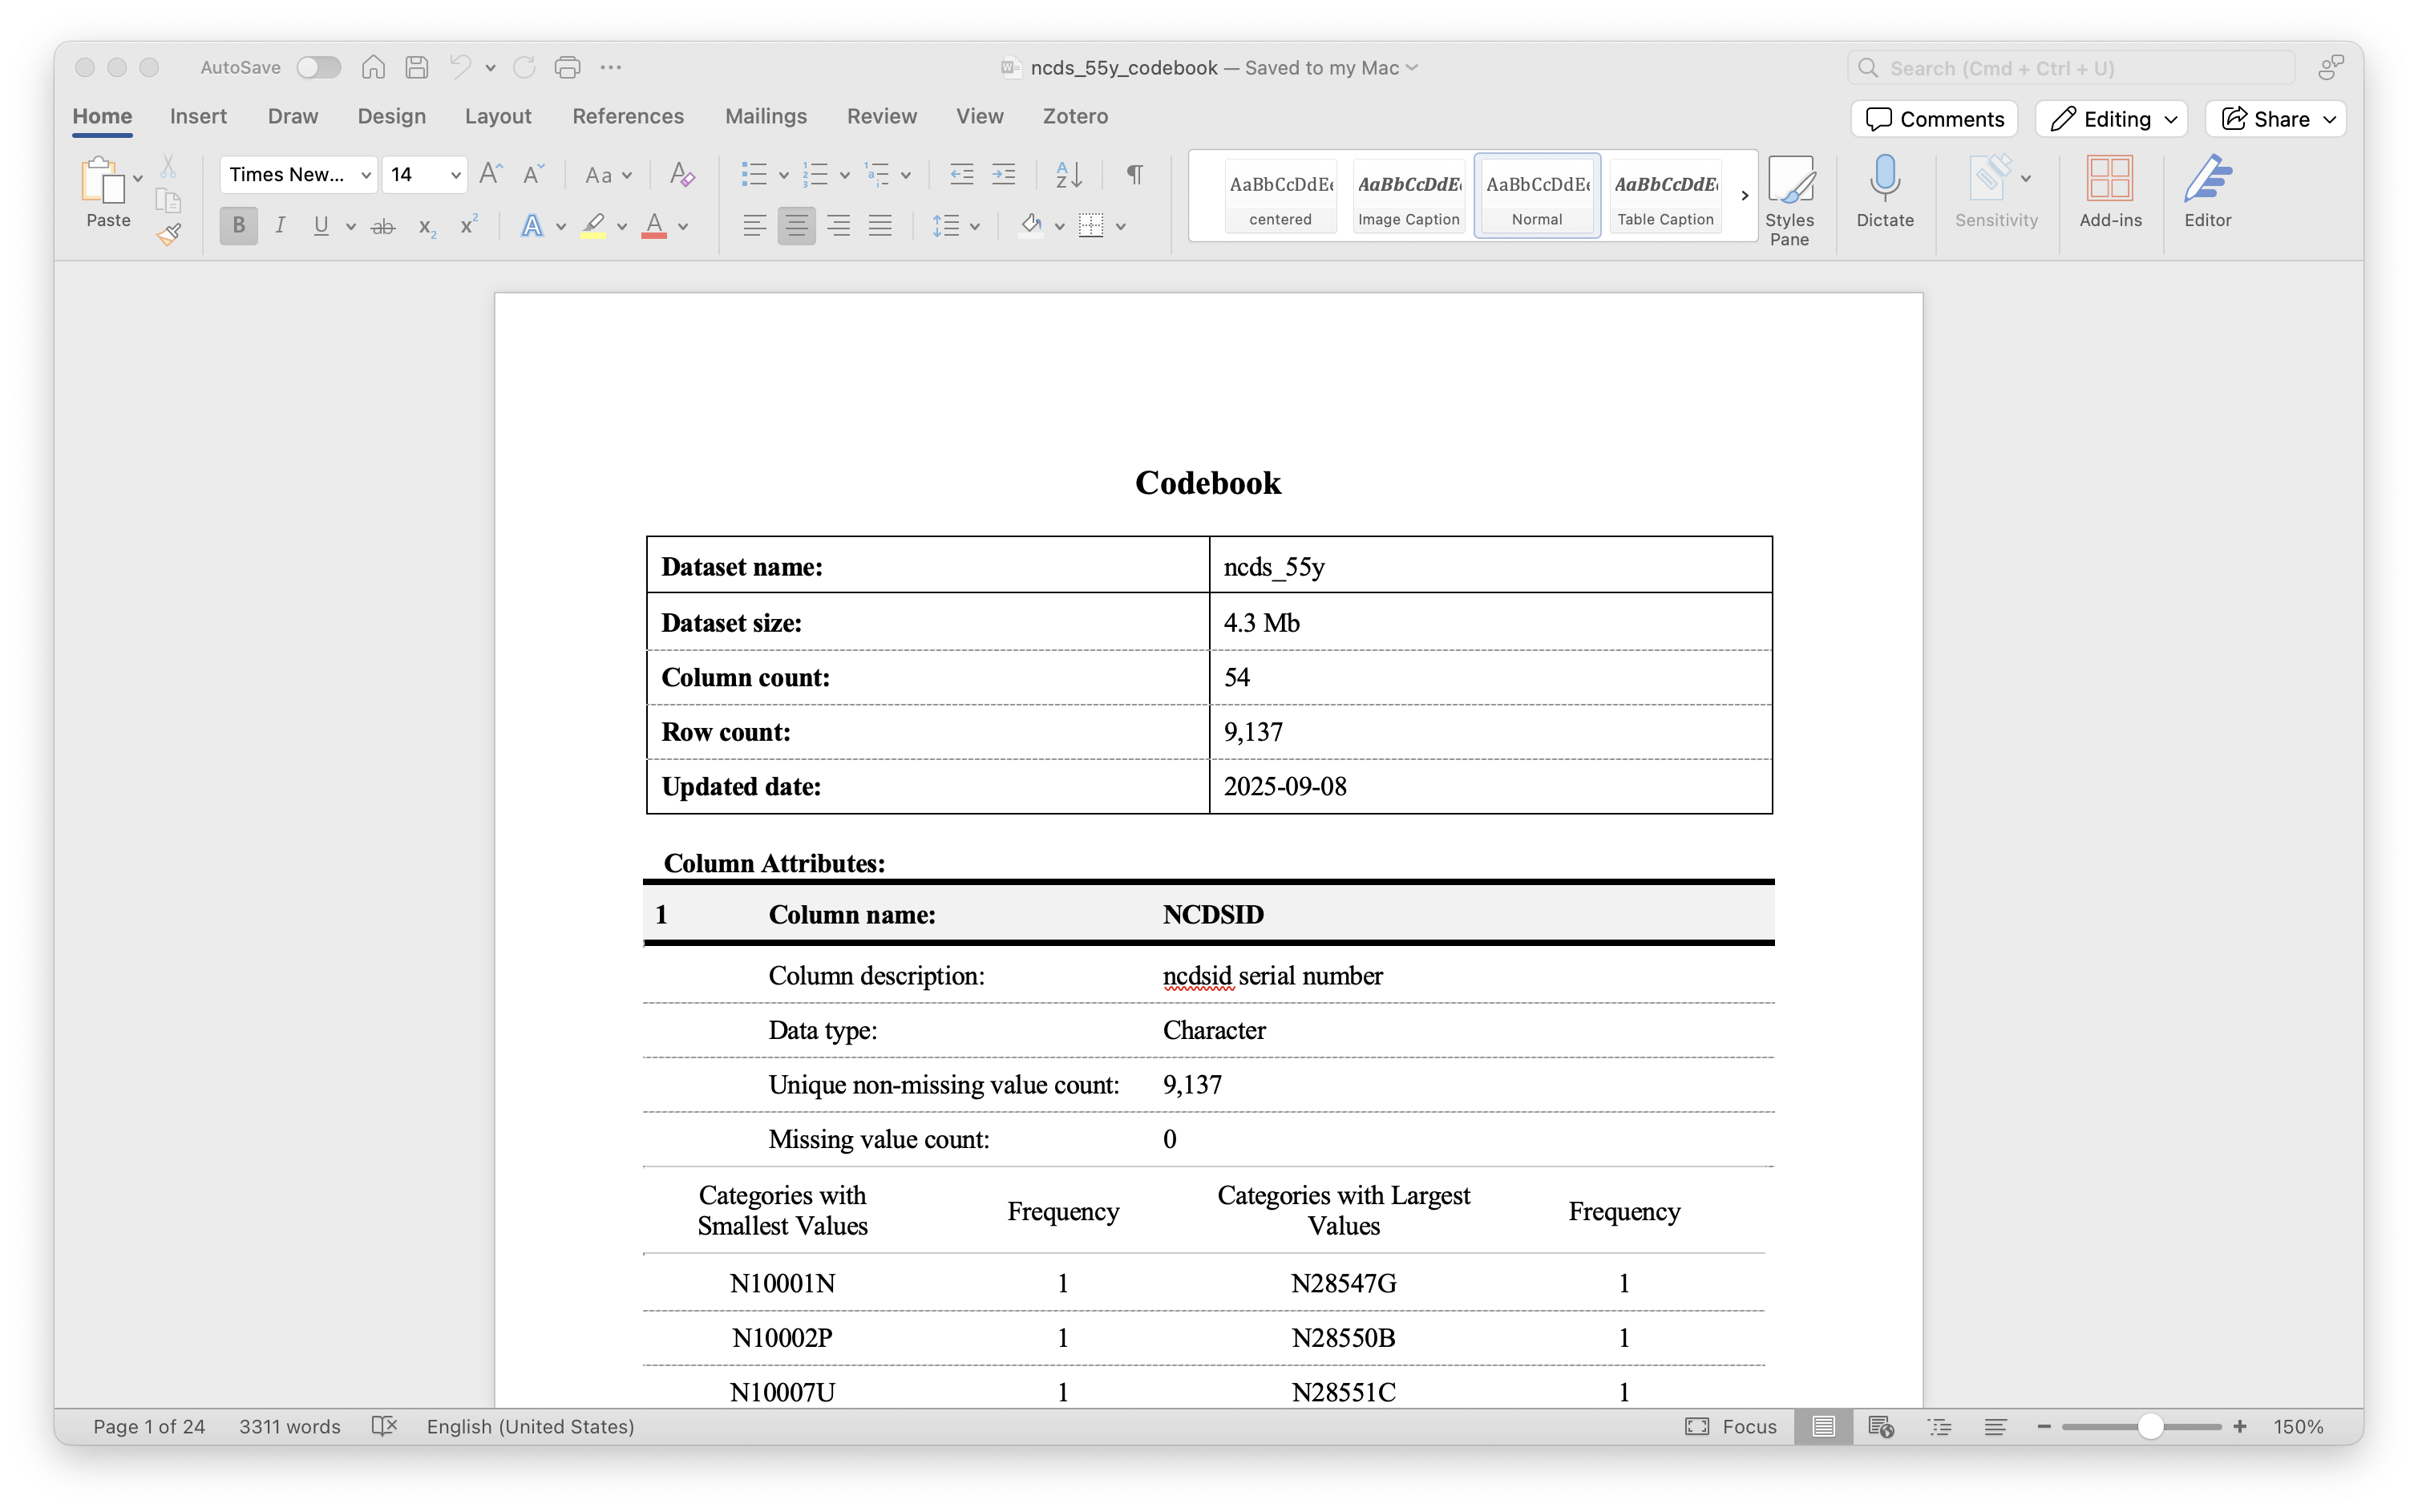 AutoSave
ncds_55y_codebook — Saved to my Mac
Search (Cmd + Ctrl + U)
Home Insert Draw Design Layout References Mailings Review View Zotero
Comments Editing Share
Paste
Times New... 14
AaBbCcDdEe centered
AaBbCcDdE Image Caption
AaBbCcDdEe Normal
AaBbCcDdE Table Caption
Styles Pane
Dictate
Sensitivity
Add-ins
Editor
Codebook
Dataset name: ncds_55y
Dataset size: 4.3 Mb
Column count: 54
Row count: 9,137
Updated date: 2025-09-08
Column Attributes:
1 Column name: NCDSID
Column description: ncdsid serial number
Data type: Character
Unique non-missing value count: 9,137
Missing value count: 0
Categories with Smallest Values Frequency Categories with Largest Values Frequency
N10001N 1 N28547G 1
N10002P 1 N28550B 1
N10007U 1 N28551C 1
Page 1 of 24 3311 words English (United States) Focus 150%